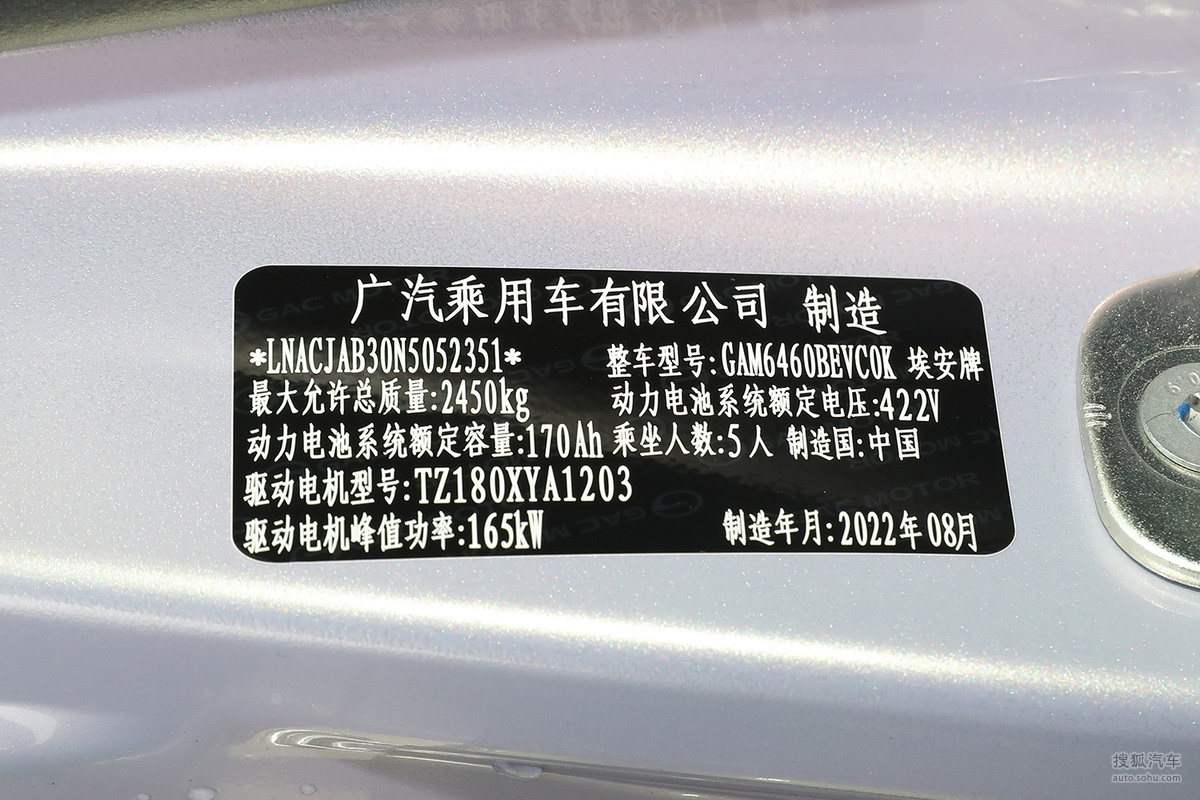 广汽乘用车有限公司 制造
*LNACJAB30N5052351* 整车型号:GAM6460BEVC0K 埃安牌
最大允许总质量:2450kg 动力电池系统额定电压:422V
动力电池系统额定容量:170Ah 乘坐人数:5人 制造国:中国
驱动电机型号:TZ180XYA1203
驱动电机峰值功率:165kW 制造年月:2022年08月
GAC MOTOR
搜狐汽车
auto.sohu.com